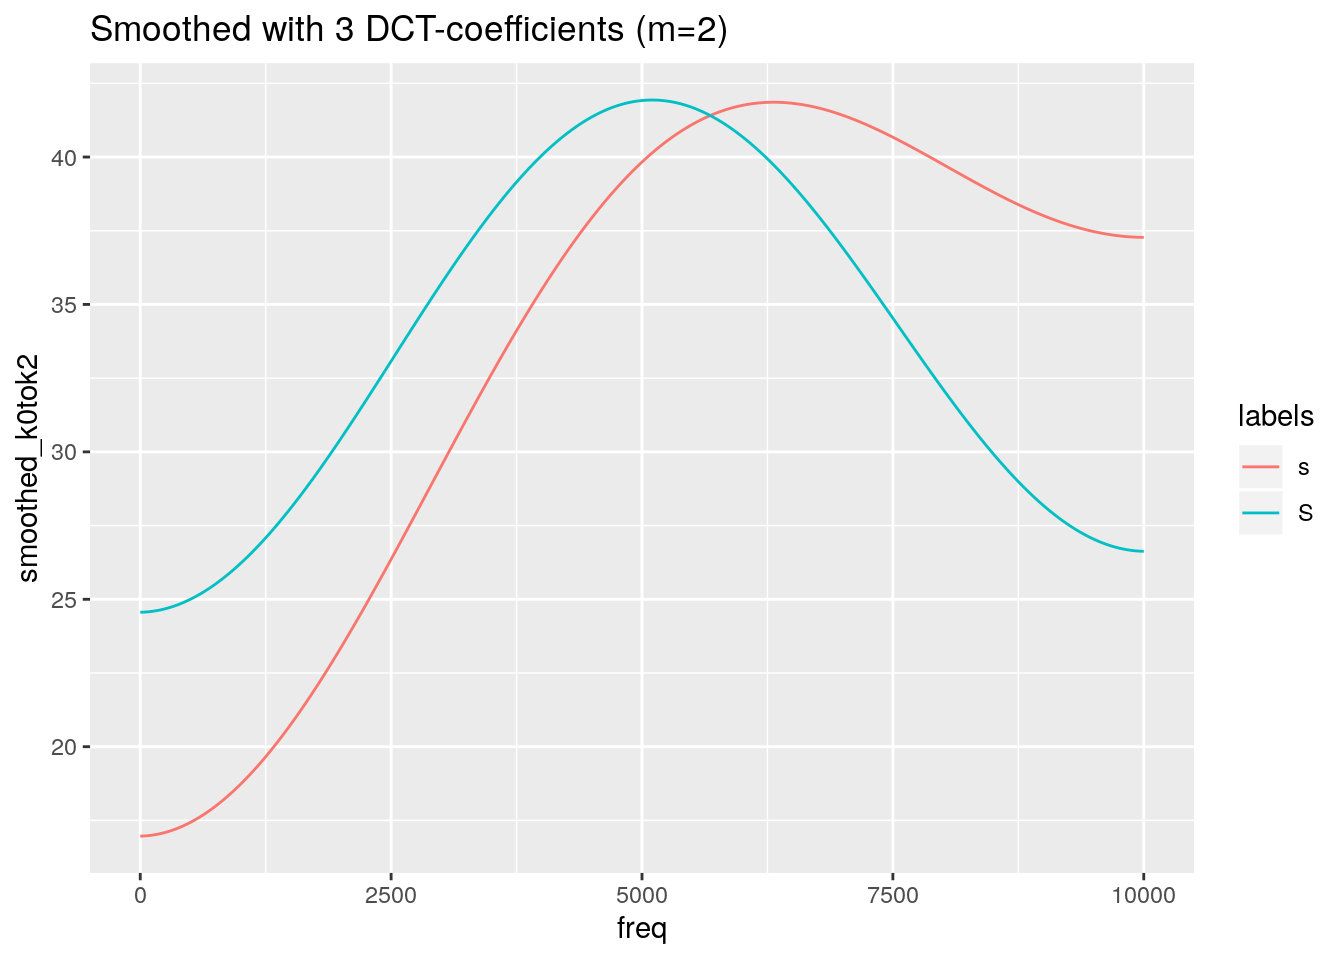 Smoothed with 3 DCT-coefficients (m=2)
smoothed_k0tok2
40
35
30
25
20
0 2500 5000 7500 10000
freq
labels
s
S